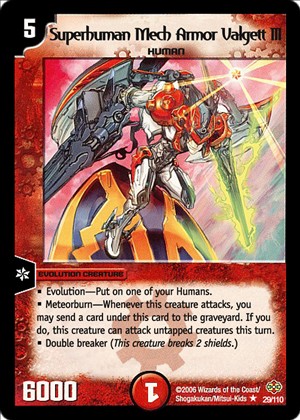 5
Superhuman Mech Armor Valgett III
HUMAN
EVOLUTION CREATURE
▪ Evolution—Put on one of your Humans.
▪ Meteorburn—Whenever this creature attacks, you
may send a card under this card to the graveyard. If you
do, this creature can attack untapped creatures this turn.
▪ Double breaker (This creature breaks 2 shields.)
6000
1
©2006 Wizards of the Coast/
Shogakukan/Mitsui-Kids ★ 29/110